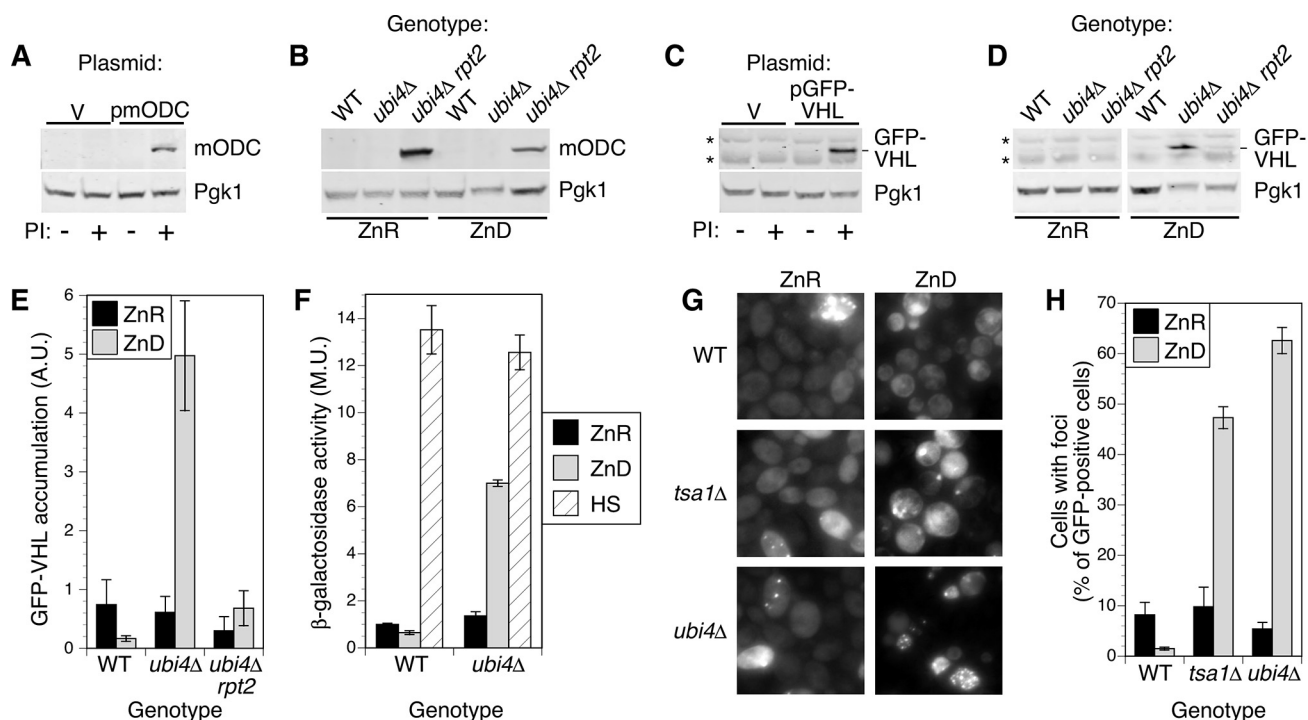 A
Plasmid:
V
pmODC
mODC
Pgk1
PI: - + - +
B
Genotype:
WT
ubi4Δ
ubi4Δ rpt2
WT
ubi4Δ
ubi4Δ rpt2
mODC
Pgk1
ZnR
ZnD
C
Plasmid:
V
pGFP-
VHL
*
*
GFP-
VHL
Pgk1
PI: - + - +
D
Genotype:
WT
ubi4Δ
ubi4Δ rpt2
WT
ubi4Δ
ubi4Δ rpt2
*
*
GFP-
VHL
Pgk1
ZnR
ZnD
E
GFP-VHL accumulation (A.U.)
6
5
4
3
2
1
0
ZnR
ZnD
WT
ubi4Δ
ubi4Δ
rpt2
Genotype
F
β-galactosidase activity (M.U.)
14
12
10
8
6
4
2
0
WT
ubi4Δ
Genotype
ZnR
ZnD
HS
G
ZnR
ZnD
WT
tsa1Δ
ubi4Δ
H
Cells with foci
(% of GFP-positive cells)
70
60
50
40
30
20
10
0
ZnR
ZnD
WT
tsa1Δ
ubi4Δ
Genotype